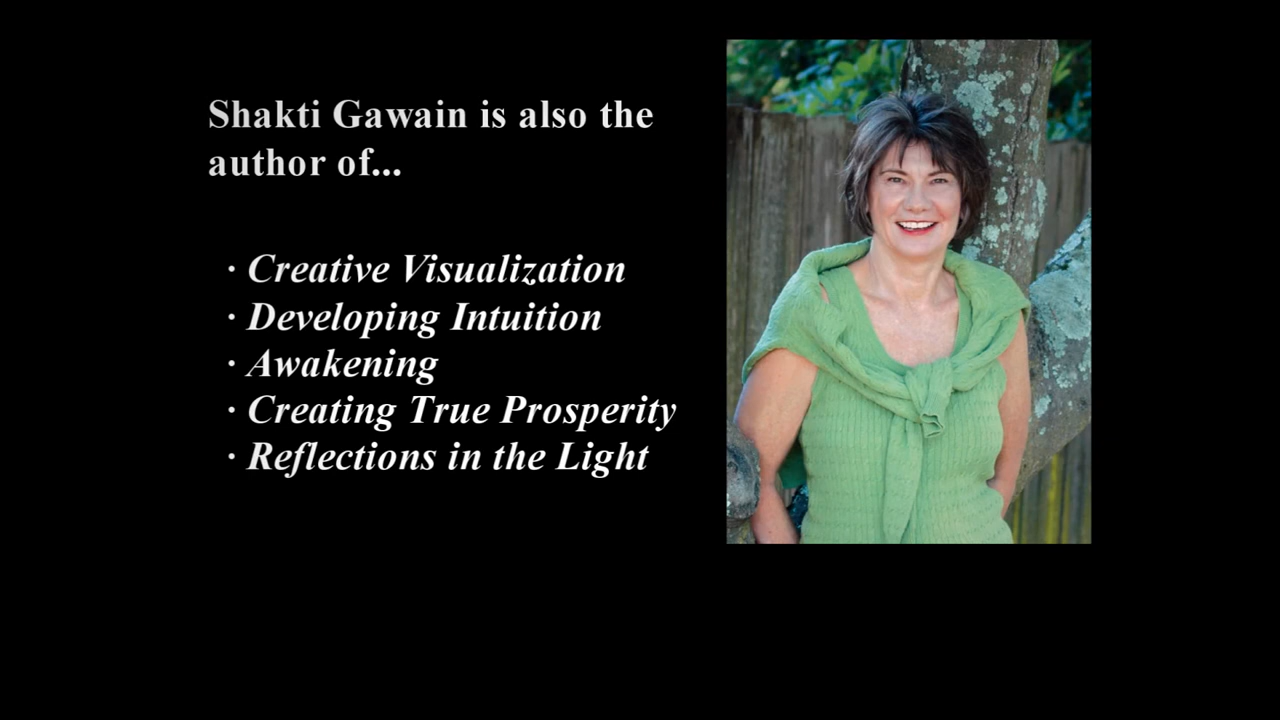 Shakti Gawain is also the
author of...
· Creative Visualization
· Developing Intuition
· Awakening
· Creating True Prosperity
· Reflections in the Light